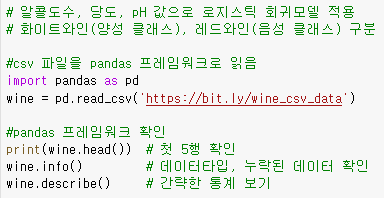 # 알콜도수, 당도, pH 값으로 로지스틱 회귀모델 적용
# 화이트와인(양성 클래스), 레드와인(음성 클래스) 구분
#csv 파일을 pandas 프레임워크로 읽음
import pandas as pd
wine = pd.read_csv('https://bit.ly/wine_csv_data')
#pandas 프레임워크 확인
print(wine.head()) # 첫 5행 확인
wine.info() # 데이터타입, 누락된 데이터 확인
wine.describe() # 간략한 통계 보기